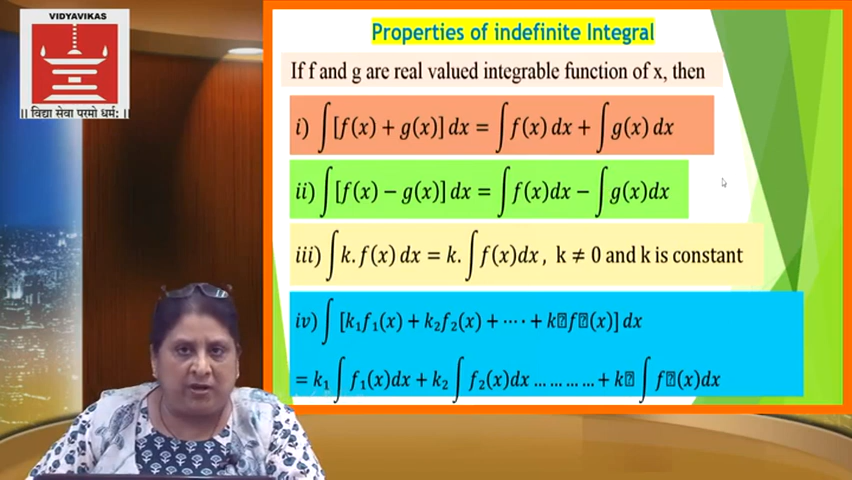 VIDYAVIKAS
|| विद्या सेवा परमो धर्म: ||
Properties of indefinite Integral
If f and g are real valued integrable function of x, then
i) ∫[f(x) + g(x)] dx = ∫f(x) dx + ∫g(x) dx
ii) ∫[f(x) − g(x)] dx = ∫f(x)dx − ∫g(x)dx
iii) ∫k.f(x) dx = k.∫f(x)dx , k ≠ 0 and k is constant
iv) ∫[k₁f₁(x) + k₂f₂(x) + ⋯. + k⍰f⍰(x)] dx
= k₁∫f₁(x)dx + k₂∫f₂(x)dx … … … … + k⍰∫f⍰(x)dx